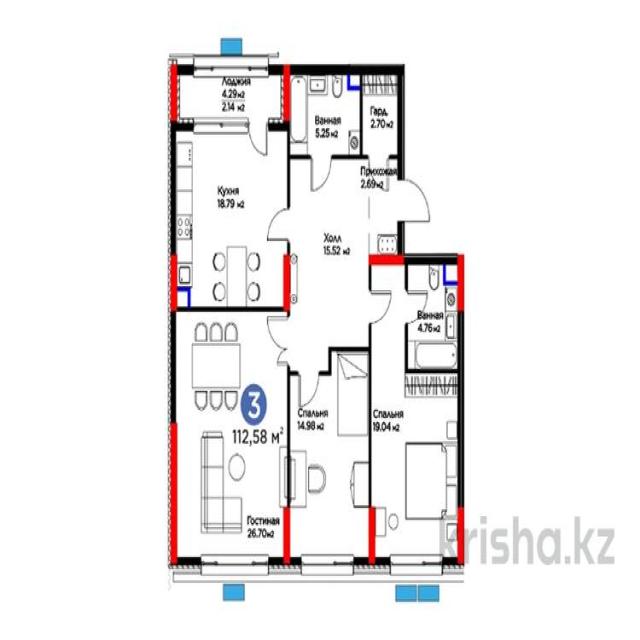 Лоджия
4.29 м2
2.14 м2
Ванная
5.25 м2
Гард.
2.70 м2
Прихожая
2.69 м2
Кухня
18.79 м2
Холл
15.52 м2
Ванная
4.76 м2
3
112,58 м2
Спальня
14.98 м2
Спальня
19.04 м2
Гостиная
26.70 м2
krisha.kz